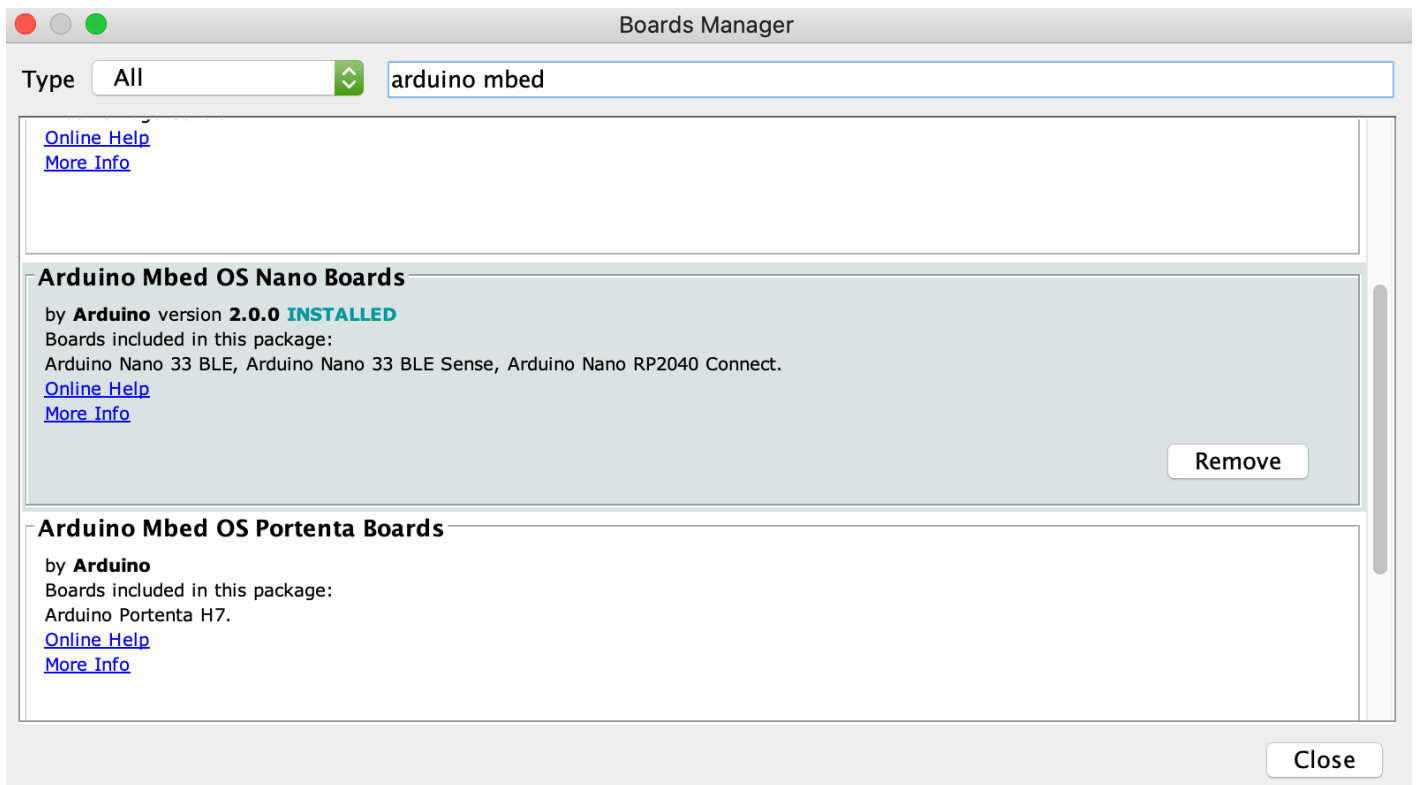 Boards Manager
Type All arduino mbed
Online Help
More Info
Arduino Mbed OS Nano Boards
by Arduino version 2.0.0 INSTALLED
Boards included in this package:
Arduino Nano 33 BLE, Arduino Nano 33 BLE Sense, Arduino Nano RP2040 Connect.
Online Help
More Info
Remove
Arduino Mbed OS Portenta Boards
by Arduino
Boards included in this package:
Arduino Portenta H7.
Online Help
More Info
Close